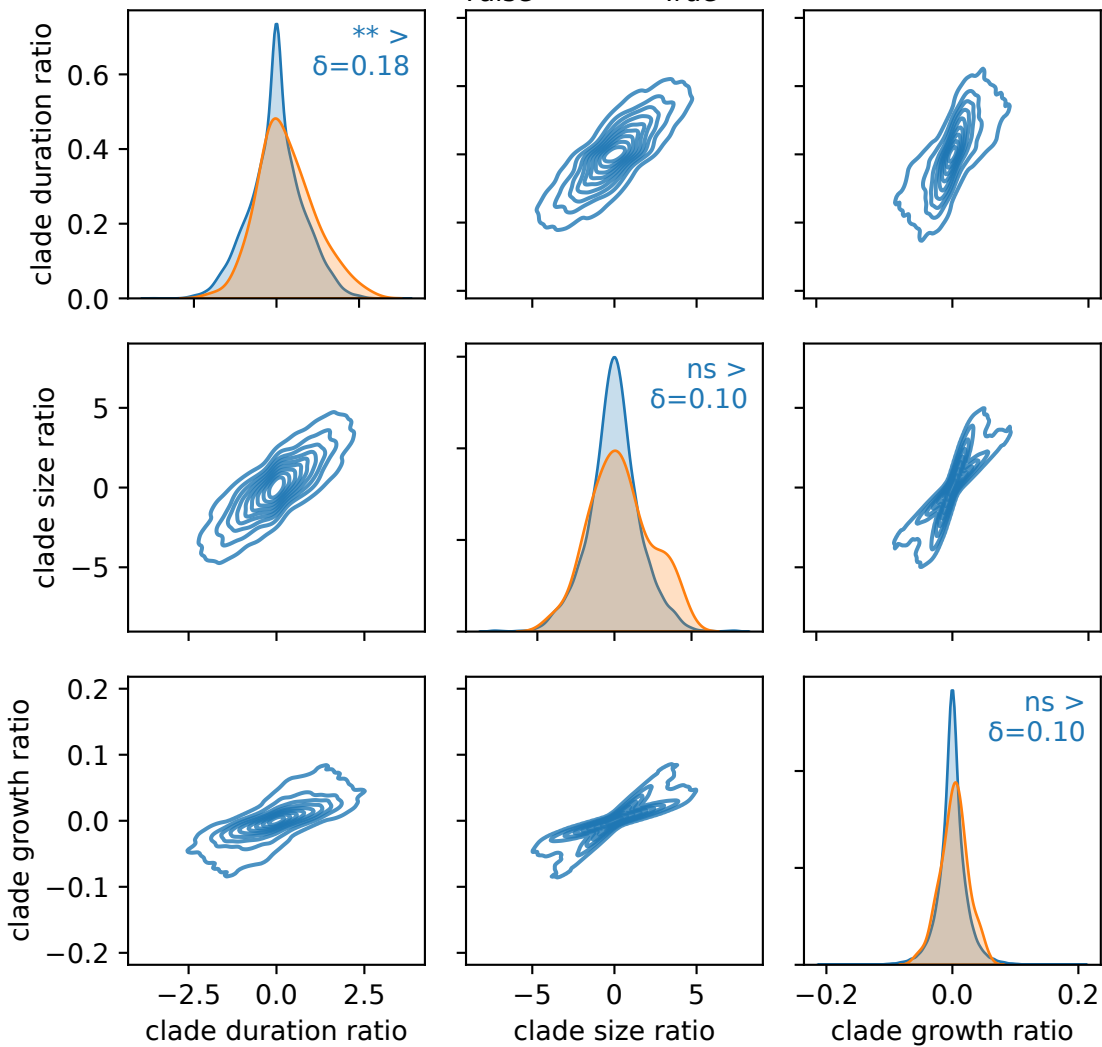 clade duration ratio
0.6
0.4
0.2
0.0
** >
δ=0.18
clade size ratio
5
0
−5
ns >
δ=0.10
clade growth ratio
0.2
0.1
0.0
−0.1
−0.2
ns >
δ=0.10
−2.5 0.0 2.5
−5 0 5
−0.2 0.0 0.2
clade duration ratio
clade size ratio
clade growth ratio